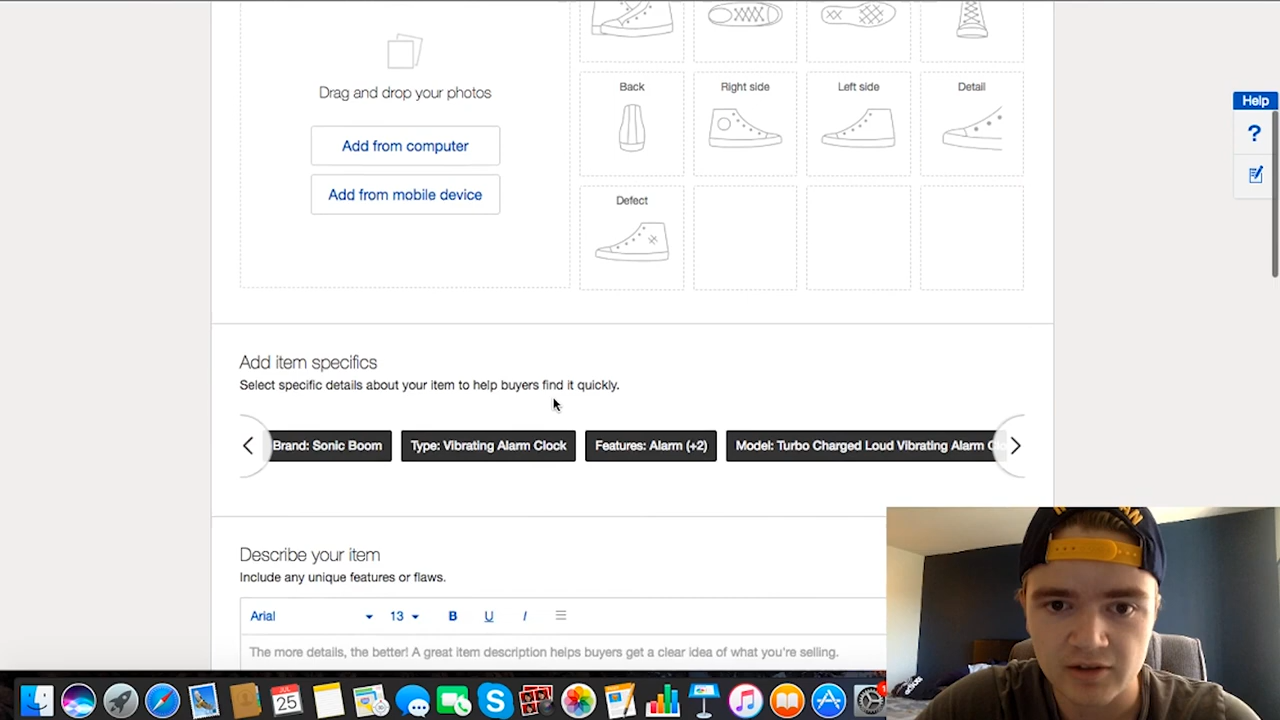 Drag and drop your photos
Add from computer
Add from mobile device
Back
Right side
Left side
Detail
Defect
Help
?
Add item specifics
Select specific details about your item to help buyers find it quickly.
Brand: Sonic Boom
Type: Vibrating Alarm Clock
Features: Alarm (+2)
Model: Turbo Charged Loud Vibrating Alarm Clo
Describe your item
Include any unique features or flaws.
Arial
13
B
U
I
The more details, the better! A great item description helps buyers get a clear idea of what you're selling.
JUL
25